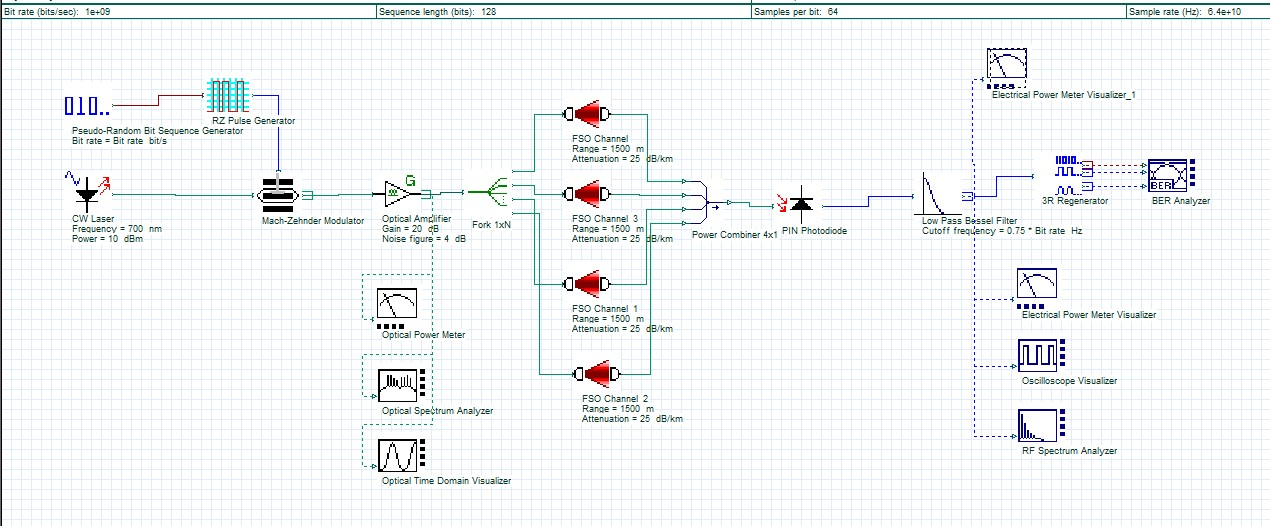 Bit rate (bits/sec): 1e+09
Sequence length (bits): 128
Samples per bit: 64
Sample rate (Hz): 6.4e+10
Electrical Power Meter Visualizer_1
010..
RZ Pulse Generator
Pseudo-Random Bit Sequence Generator
Bit rate = Bit rate bit/s
FSO Channel
Range = 1500 m
Attenuation = 25 dB/km
CW Laser
Frequency = 700 nm
Power = 10 dBm
Mach-Zehnder Modulator
G
Optical Amplifier
Gain = 20 dB
Noise figure = 4 dB
Fork 1xN
FSO Channel 3
Range = 1500 m
Attenuation = 25 dB/km
Power Combiner 4x1
PIN Photodiode
Low Pass Bessel Filter
Cutoff frequency = 0.75 * Bit rate Hz
3R Regenerator
BER
BER Analyzer
FSO Channel 1
Range = 1500 m
Attenuation = 25 dB/km
Optical Power Meter
Electrical Power Meter Visualizer
FSO Channel 2
Range = 1500 m
Attenuation = 25 dB/km
Optical Spectrum Analyzer
Oscilloscope Visualizer
RF Spectrum Analyzer
Optical Time Domain Visualizer